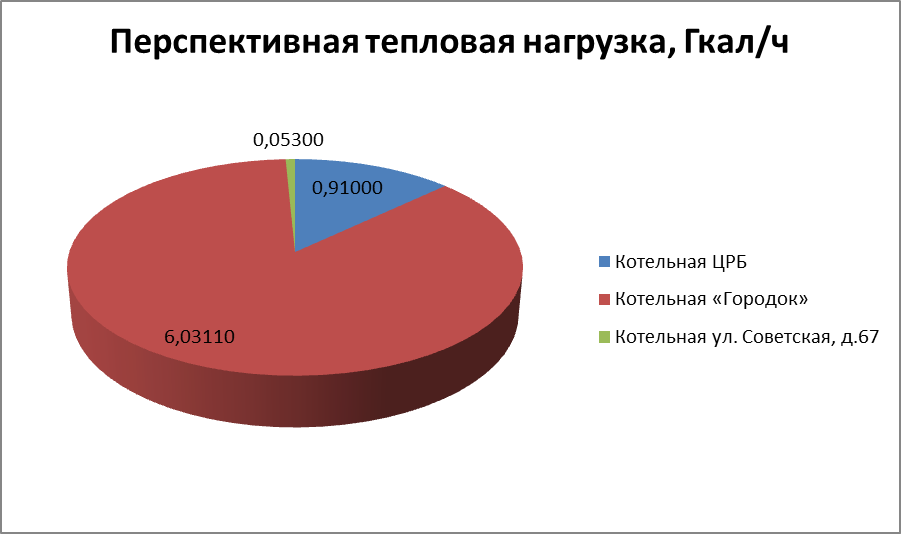 Перспективная тепловая нагрузка, Гкал/ч
0,05300
0,91000
6,03110
Котельная ЦРБ
Котельная «Городок»
Котельная ул. Советская, д.67